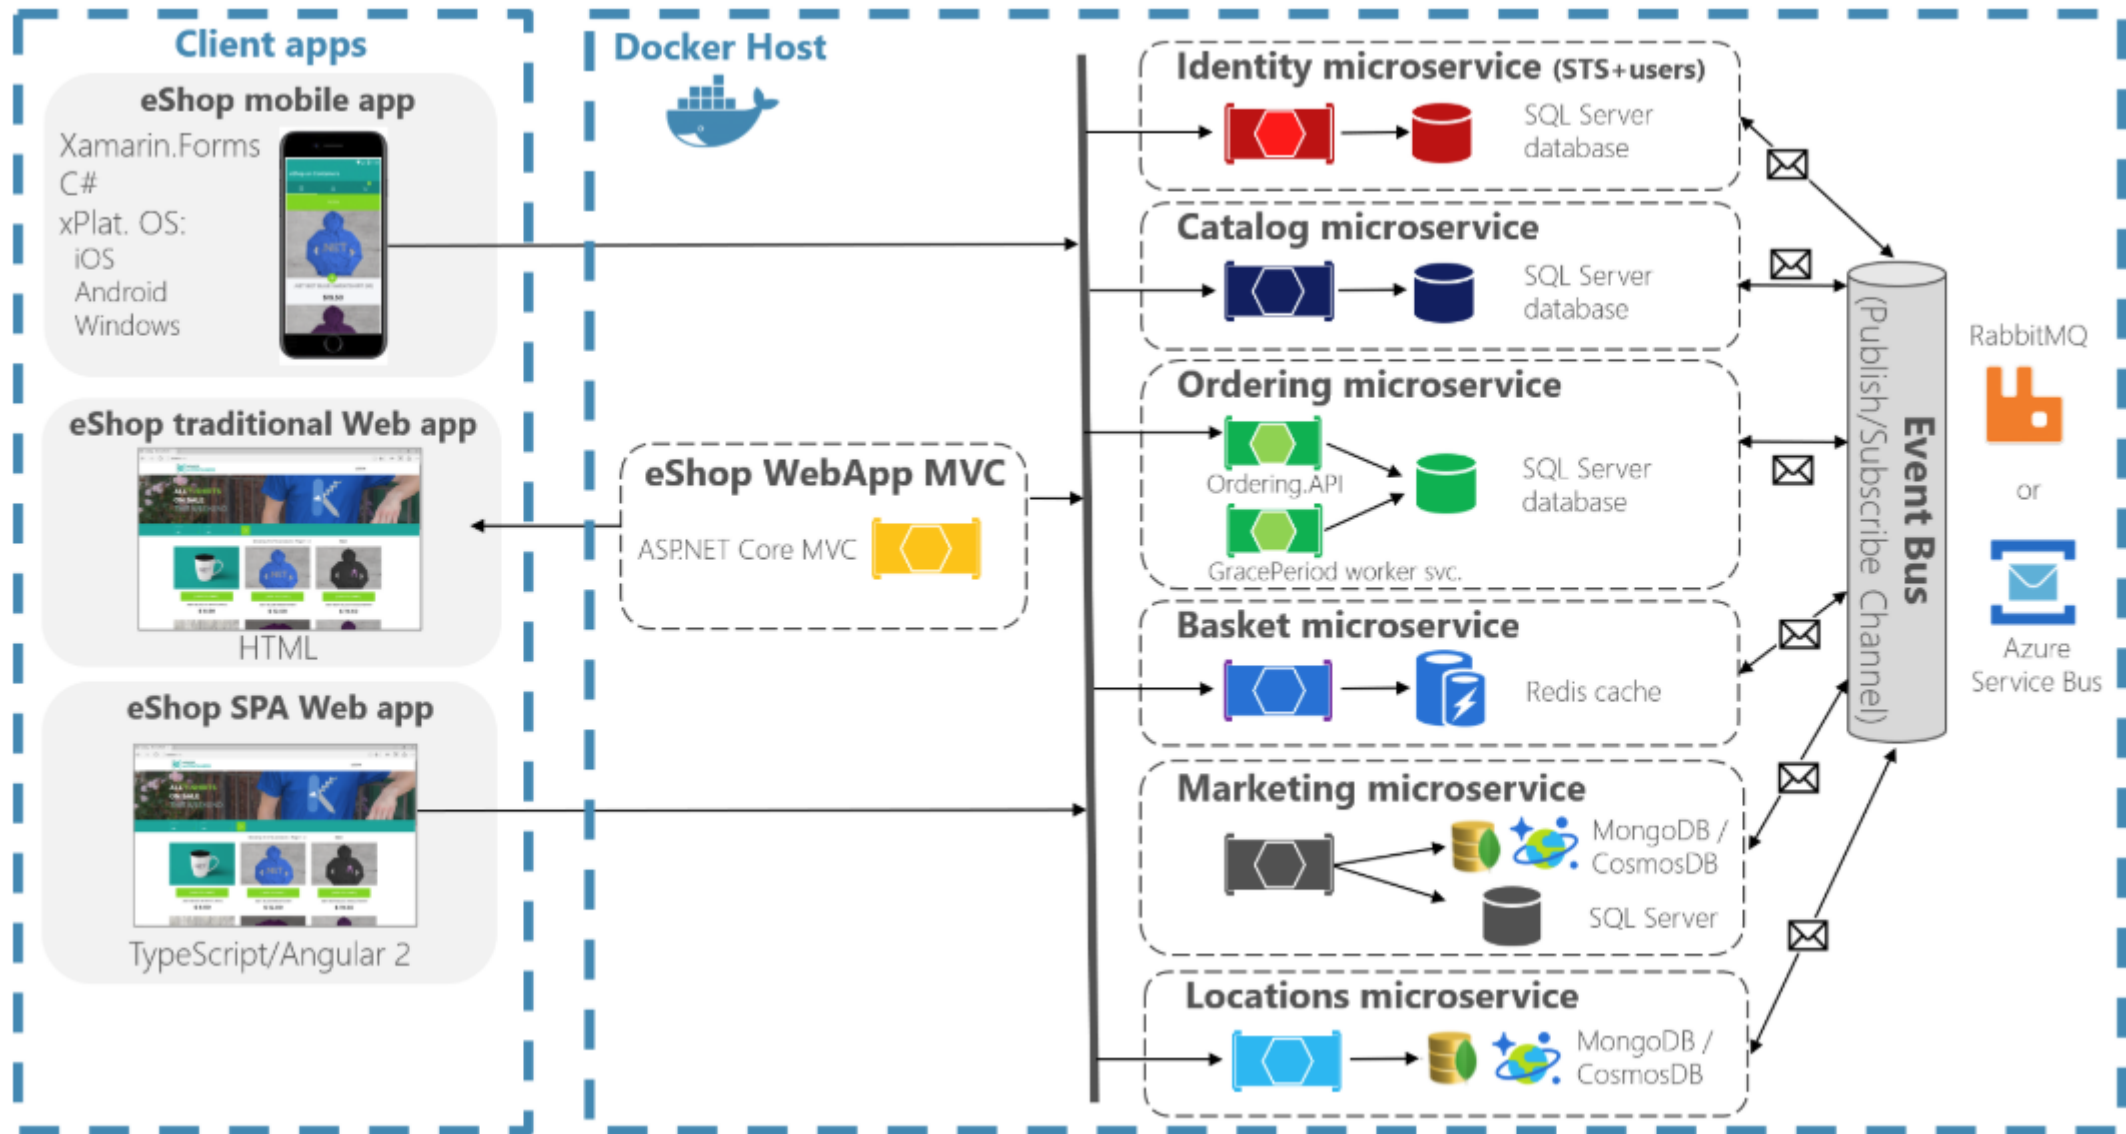 Client apps
eShop mobile app
Xamarin.Forms
C#
xPlat. OS:
iOS
Android
Windows
eShop traditional Web app
HTML
eShop SPA Web app
TypeScript/Angular 2
Docker Host
eShop WebApp MVC
ASP.NET Core MVC
Identity microservice (STS+users)
SQL Server
database
Catalog microservice
SQL Server
database
Ordering microservice
Ordering.API
GracePeriod worker svc.
SQL Server
database
Basket microservice
Redis cache
Marketing microservice
MongoDB /
CosmosDB
SQL Server
Locations microservice
MongoDB /
CosmosDB
Event Bus
(Publish/Subscribe Channel)
RabbitMQ
or
Azure
Service Bus